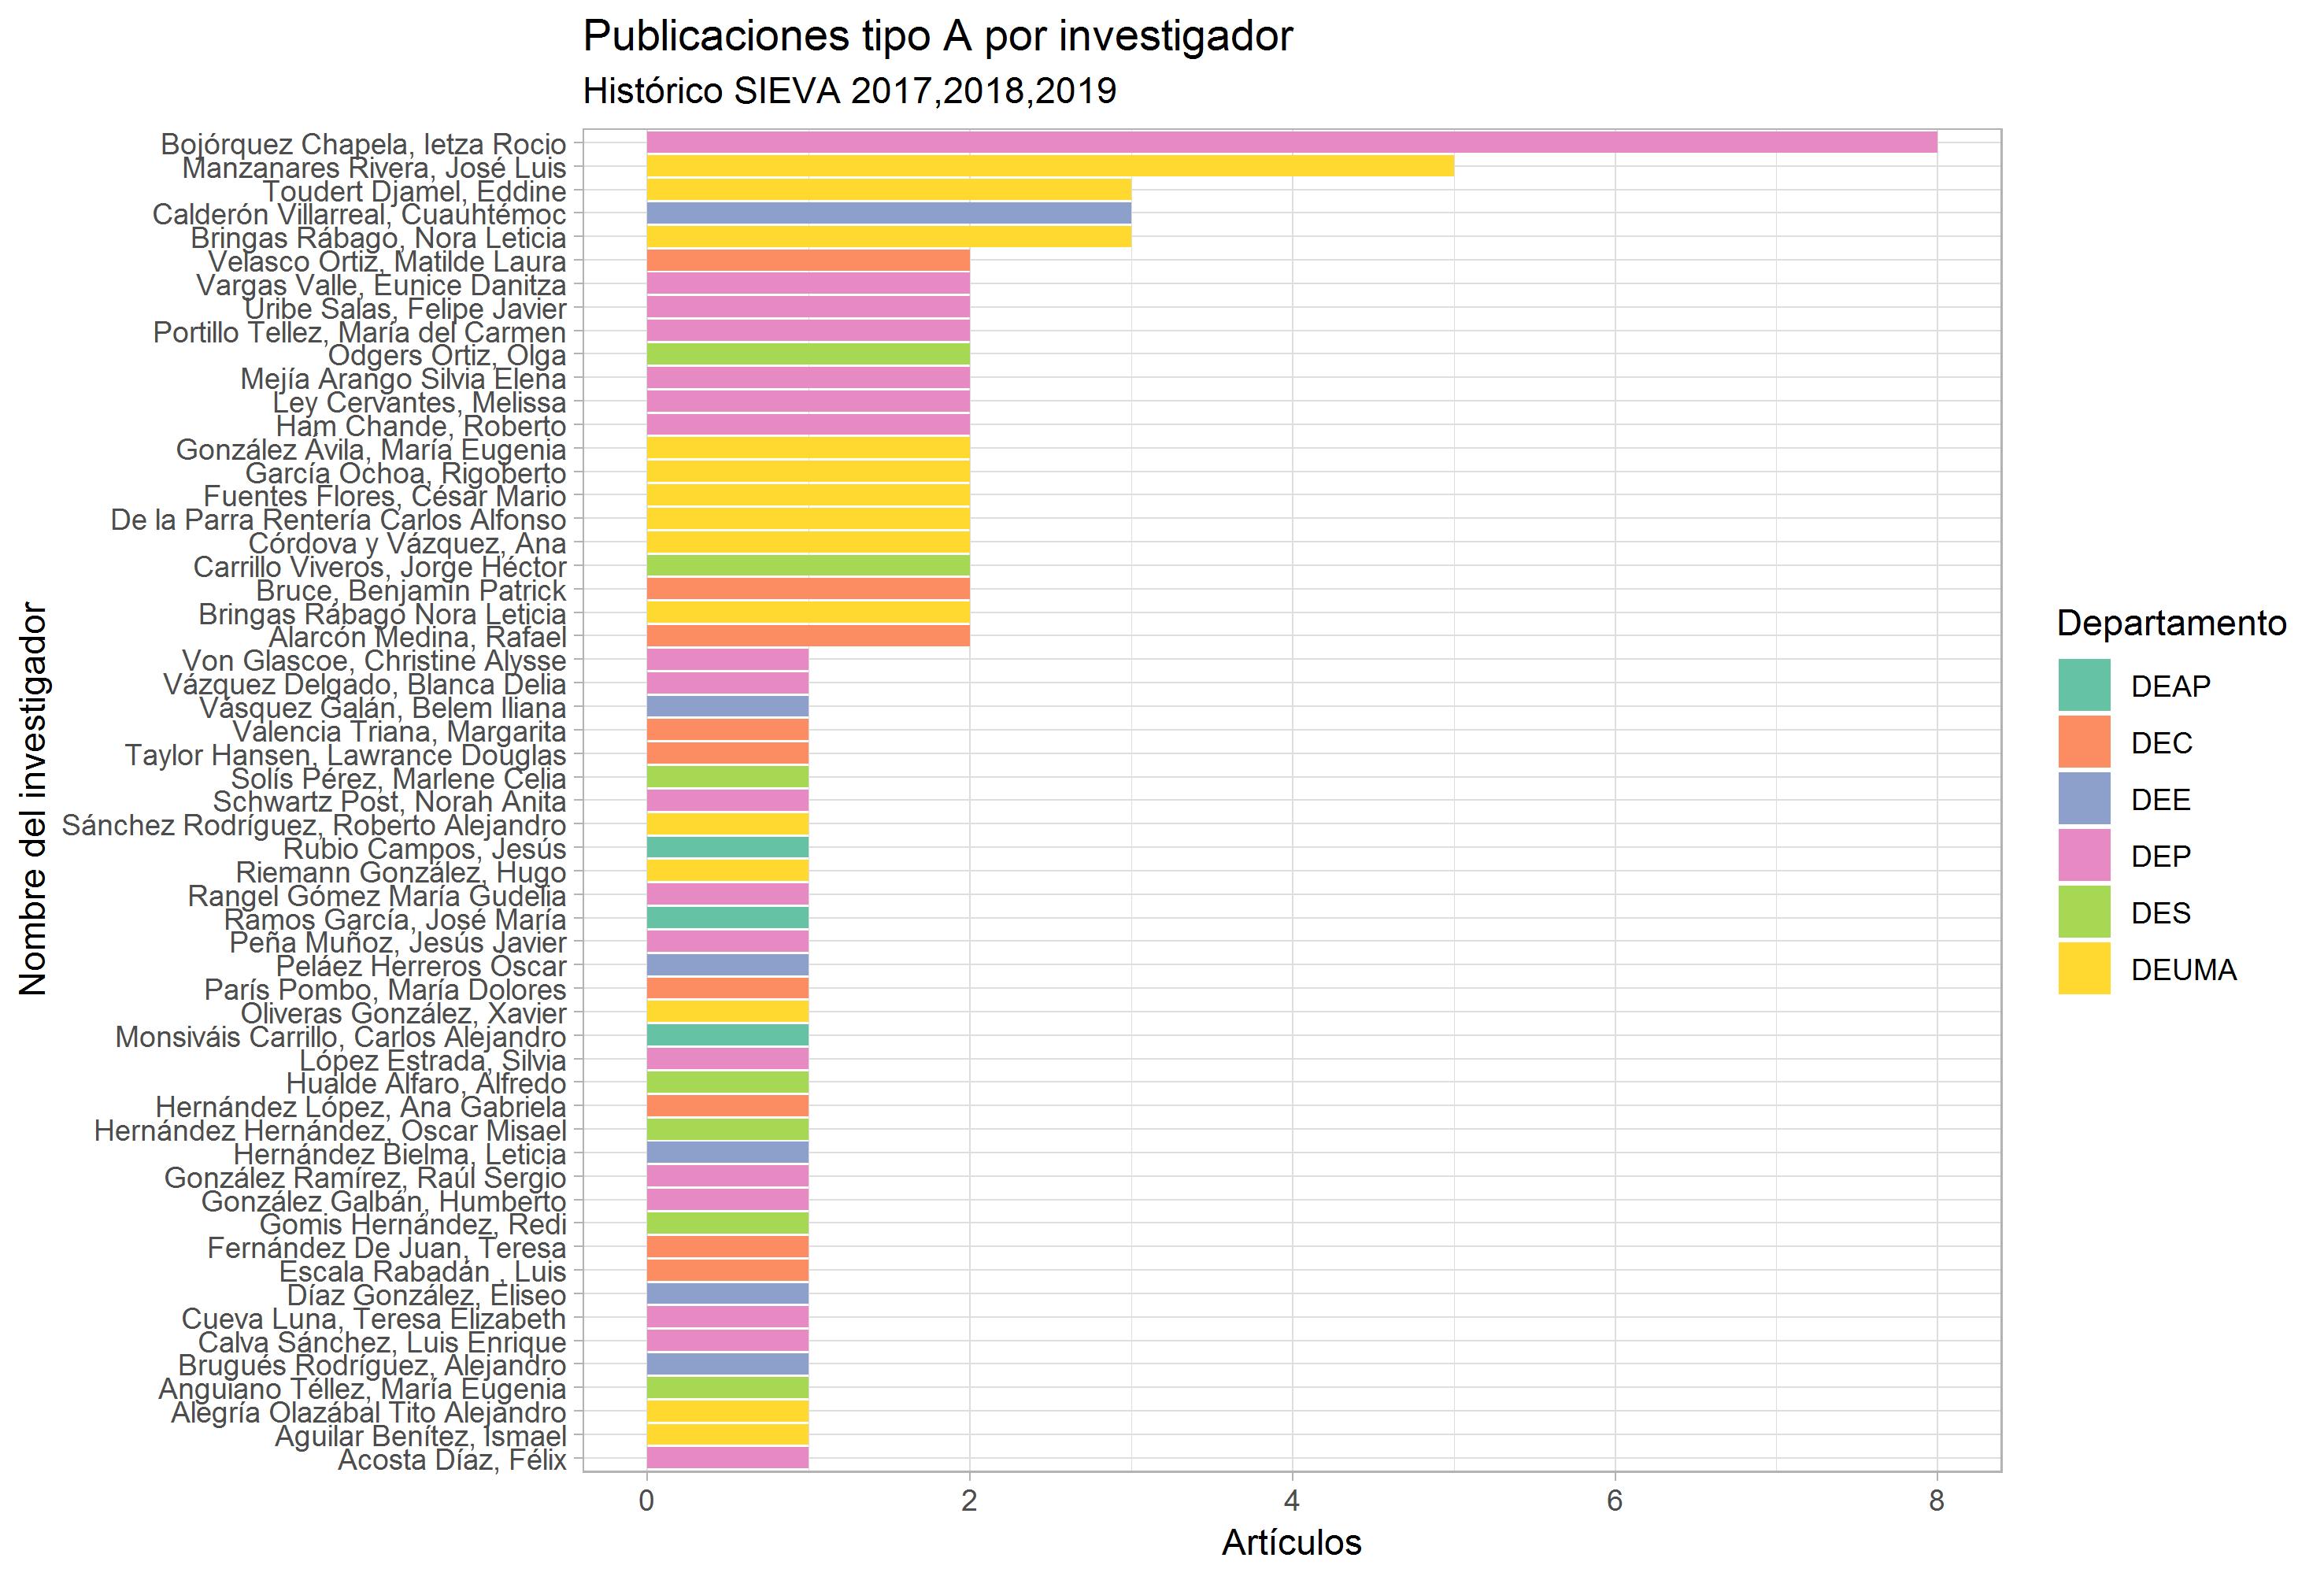 Publicaciones tipo A por investigador
Histórico SIEVA 2017,2018,2019
Nombre del investigador
Bojórquez Chapela, Ietza Rocio
Manzanares Rivera, José Luis
Toudert Djamel, Eddine
Calderón Villarreal, Cuauhtémoc
Bringas Rábago, Nora Leticia
Velasco Ortiz, Matilde Laura
Vargas Valle, Eunice Danitza
Uribe Salas, Felipe Javier
Portillo Tellez, María del Carmen
Odgers Ortiz, Olga
Mejía Arango Silvia Elena
Ley Cervantes, Melissa
Ham Chande, Roberto
González Ávila, María Eugenia
García Ochoa, Rigoberto
Fuentes Flores, César Mario
De la Parra Rentería Carlos Alfonso
Córdova y Vázquez, Ana
Carrillo Viveros, Jorge Héctor
Bruce, Benjamín Patrick
Bringas Rábago Nora Leticia
Alarcón Medina, Rafael
Von Glascoe, Christine Alysse
Vázquez Delgado, Blanca Delia
Vásquez Galán, Belem Iliana
Valencia Triana, Margarita
Taylor Hansen, Lawrance Douglas
Solís Pérez, Marlene Celia
Schwartz Post, Norah Anita
Sánchez Rodríguez, Roberto Alejandro
Rubio Campos, Jesús
Riemann González, Hugo
Rangel Gómez María Gudelia
Ramos García, José María
Peña Muñoz, Jesús Javier
Peláez Herreros Oscar
París Pombo, María Dolores
Oliveras González, Xavier
Monsiváis Carrillo, Carlos Alejandro
López Estrada, Silvia
Hualde Alfaro, Alfredo
Hernández López, Ana Gabriela
Hernández Hernández, Oscar Misael
Hernández Bielma, Leticia
González Ramírez, Raúl Sergio
González Galbán, Humberto
Gomis Hernández, Redi
Fernández De Juan, Teresa
Escala Rabadán , Luis
Díaz González, Eliseo
Cueva Luna, Teresa Elizabeth
Calva Sánchez, Luis Enrique
Brugués Rodríguez, Alejandro
Anguiano Téllez, María Eugenia
Alegría Olazábal Tito Alejandro
Aguilar Benítez, Ismael
Acosta Díaz, Félix
0 2 4 6 8
Artículos
Departamento
DEAP
DEC
DEE
DEP
DES
DEUMA